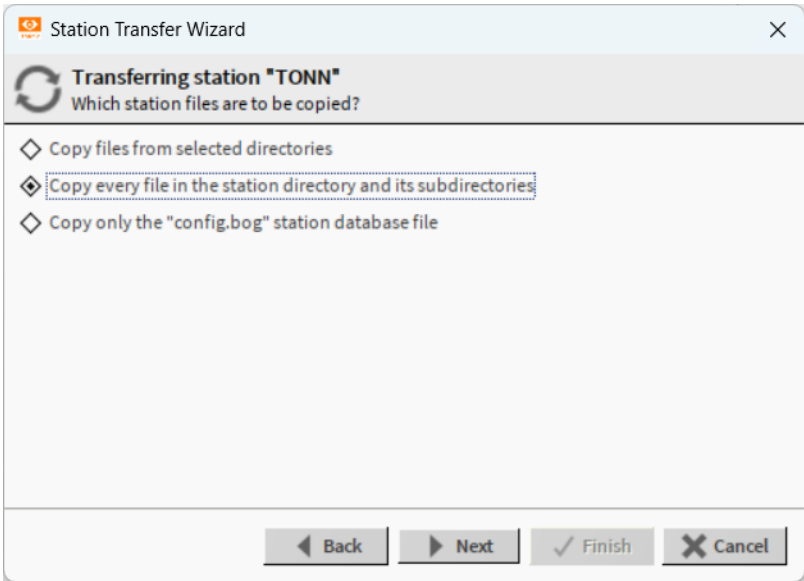 Station Transfer Wizard
Transferring station "TONN"
Which station files are to be copied?
Copy files from selected directories
Copy every file in the station directory and its subdirectories
Copy only the "config.bog" station database file
Back Next Finish Cancel